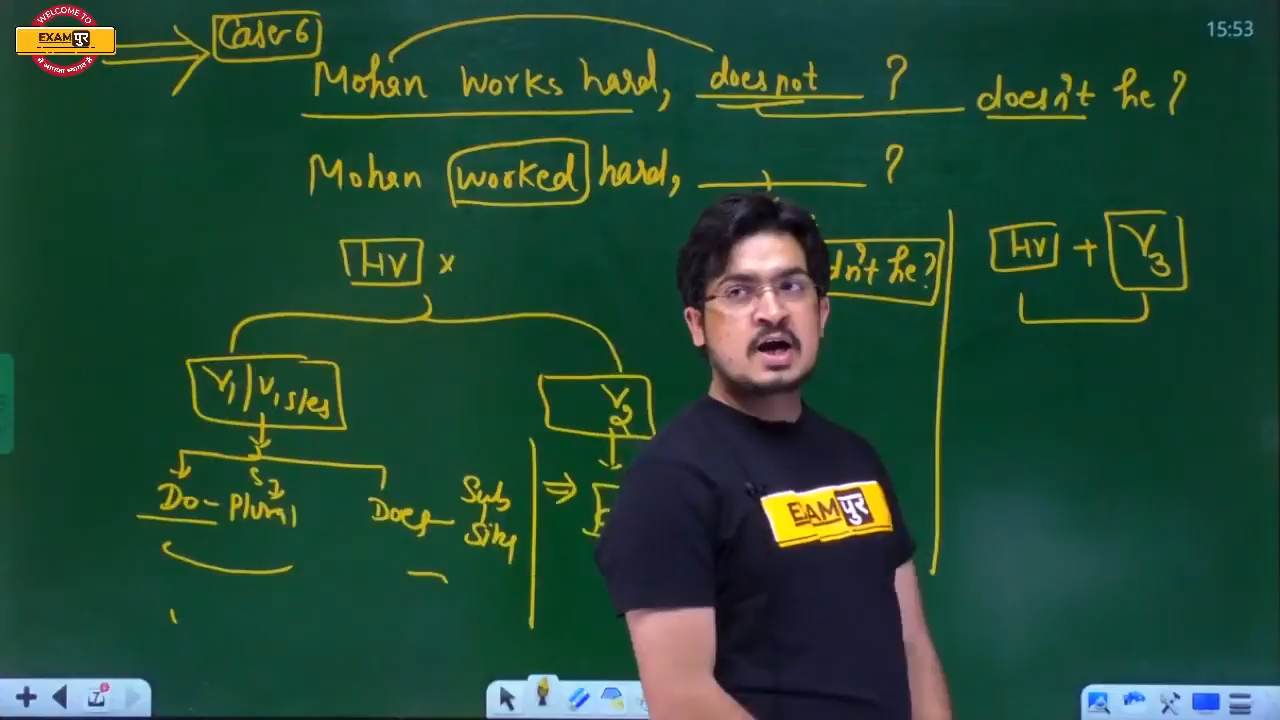 WELCOME TO
EXAMपुर
Case 6
15:53
Mohan works hard, does not ? doesn't he?
Mohan worked hard, ?
HV x
dn't he?
HV + V3
V1 | V1 s/es
V2
Do - Plural
Does - Sub
Sing
EXAMपुर